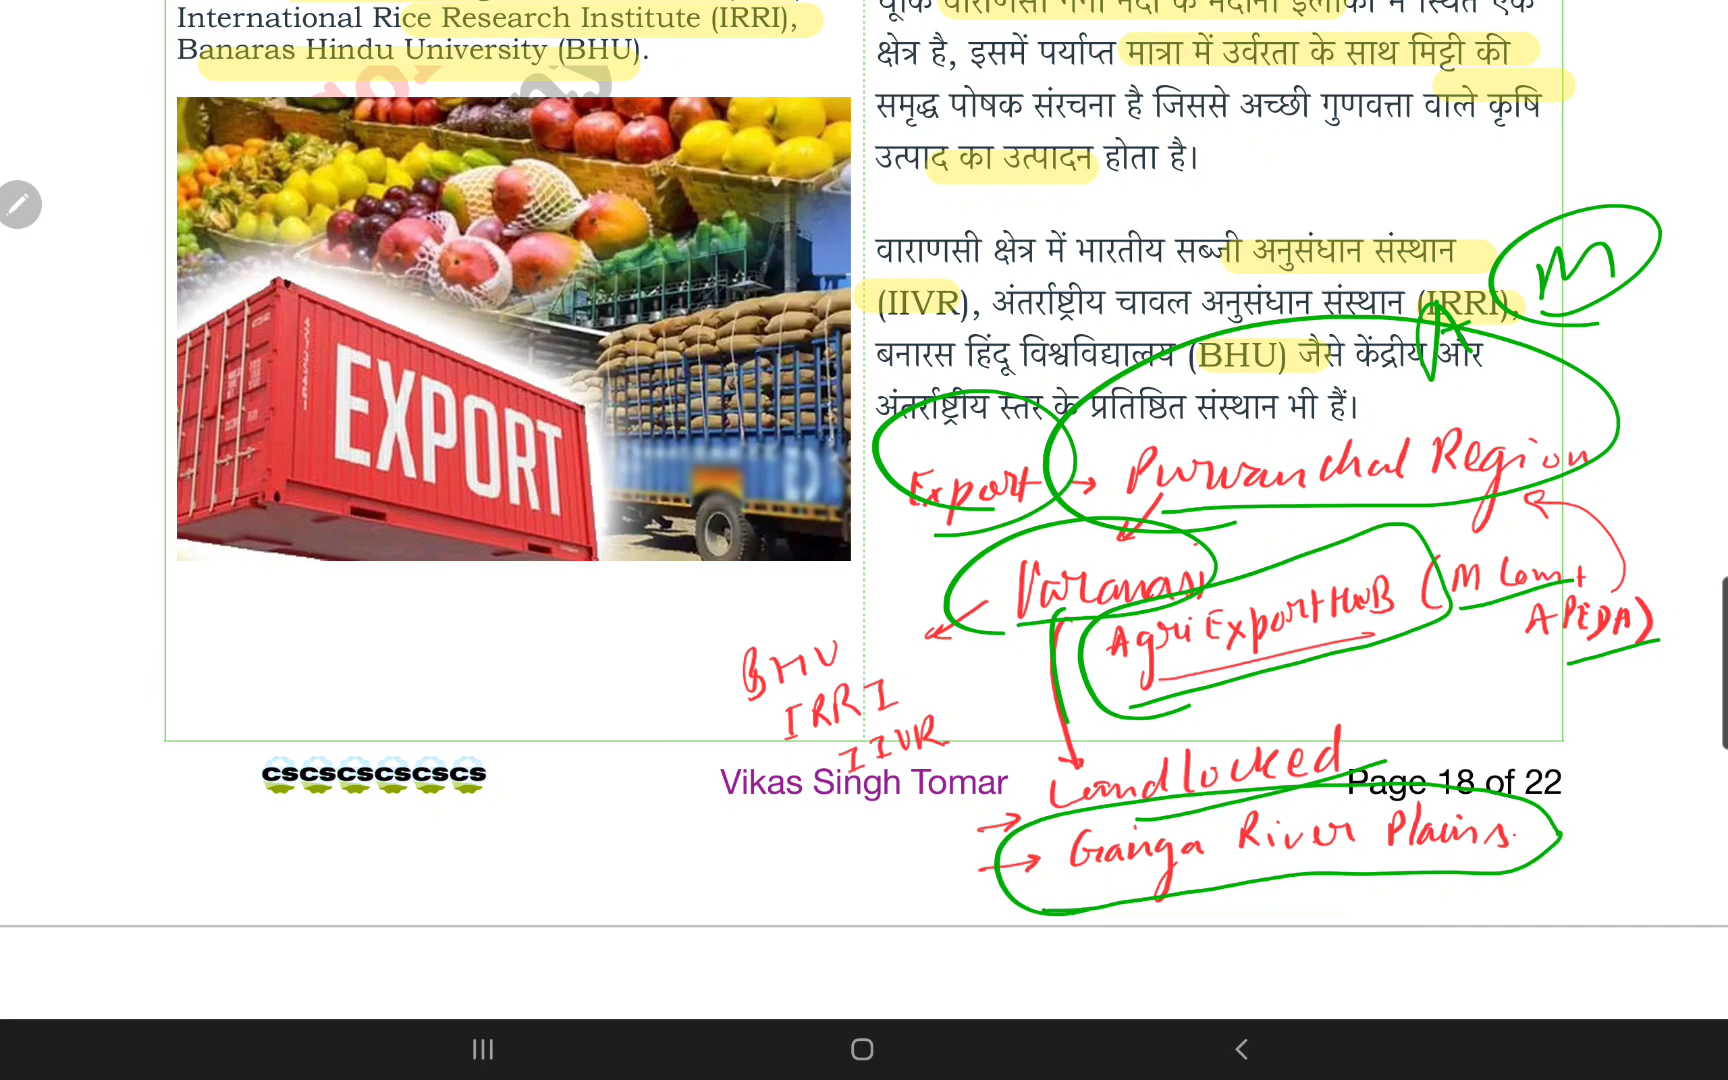 International Rice Research Institute (IRRI),
Banaras Hindu University (BHU).
EXPORT
क्षेत्र है, इसमें पर्याप्त मात्रा में उर्वरता के साथ मिट्टी की
समृद्ध पोषक संरचना है जिससे अच्छी गुणवत्ता वाले कृषि
उत्पाद का उत्पादन होता है।
वाराणसी क्षेत्र में भारतीय सब्जी अनुसंधान संस्थान
(IIVR), अंतर्राष्ट्रीय चावल अनुसंधान संस्थान (IRRI),
बनारस हिंदू विश्वविद्यालय (BHU) जैसे केंद्रीय और
अंतर्राष्ट्रीय स्तर के प्रतिष्ठित संस्थान भी हैं।
m
Export → Purvanchal Region
Varanasi
Agri Export HUB (M Com+
APEDA)
BHU
IRRI
IIVR
Landlocked
→ Ganga River Plains.
cscscscscscs
Vikas Singh Tomar
Page 18 of 22